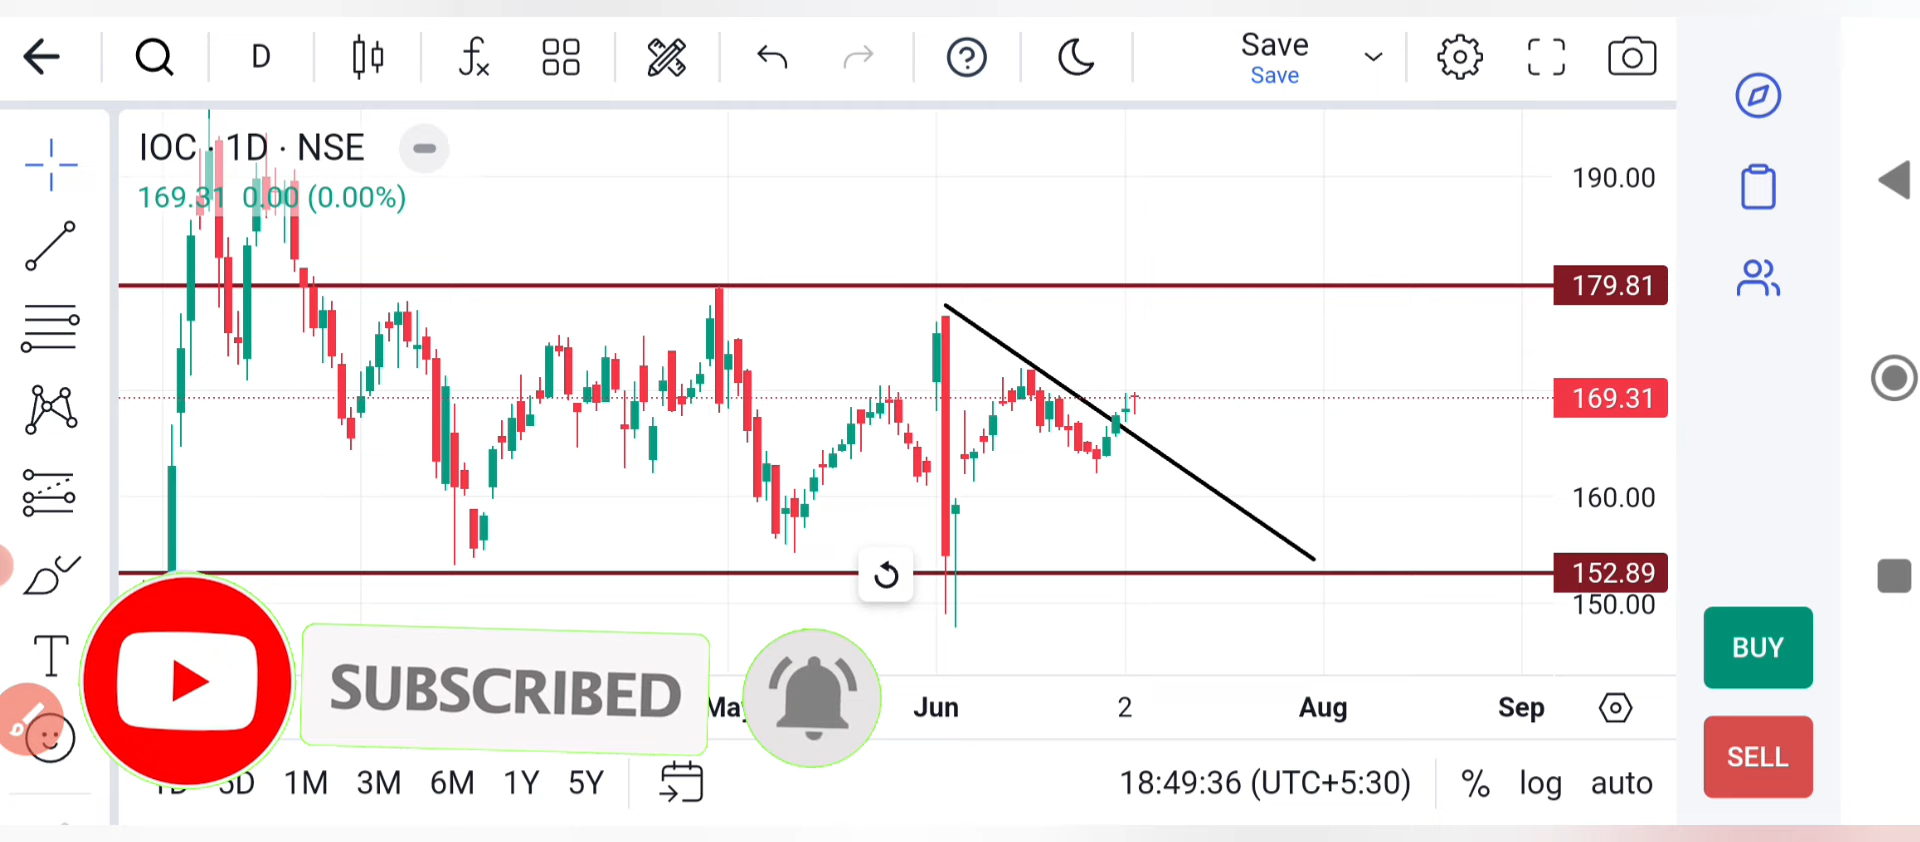 D
Save
Save
IOC · 1D · NSE
169.31 0.00 (0.00%)
190.00
179.81
169.31
160.00
152.89
150.00
BUY
SELL
SUBSCRIBED
Jun 2 Aug Sep
1M 3M 6M 1Y 5Y
18:49:36 (UTC+5:30) % log auto